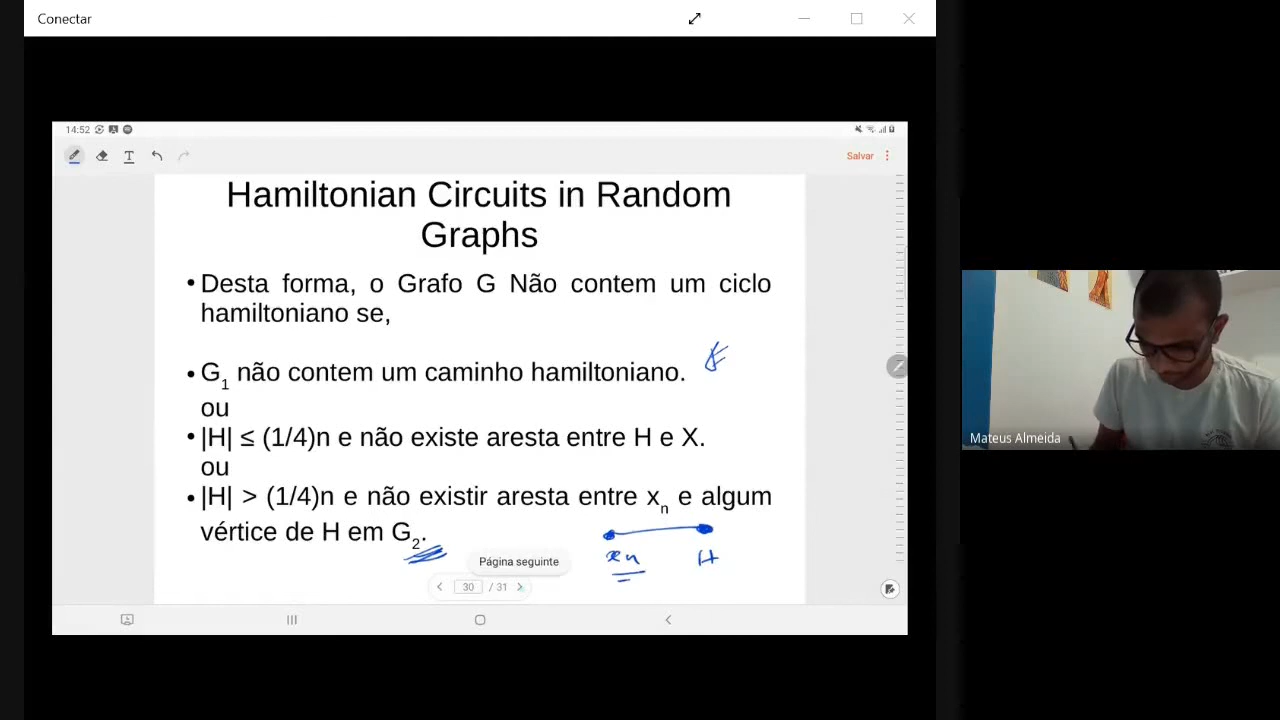 Conectar
14:52
T
Salvar
Hamiltonian Circuits in Random
Graphs
•Desta forma, o Grafo G Não contem um ciclo
hamiltoniano se,
•G1 não contem um caminho hamiltoniano.
ou
•|H| ≤ (1/4)n e não existe aresta entre H e X.
ou
•|H| > (1/4)n e não existir aresta entre xn e algum
vértice de H em G2.
xn H
Página seguinte
30 / 31
Mateus Almeida